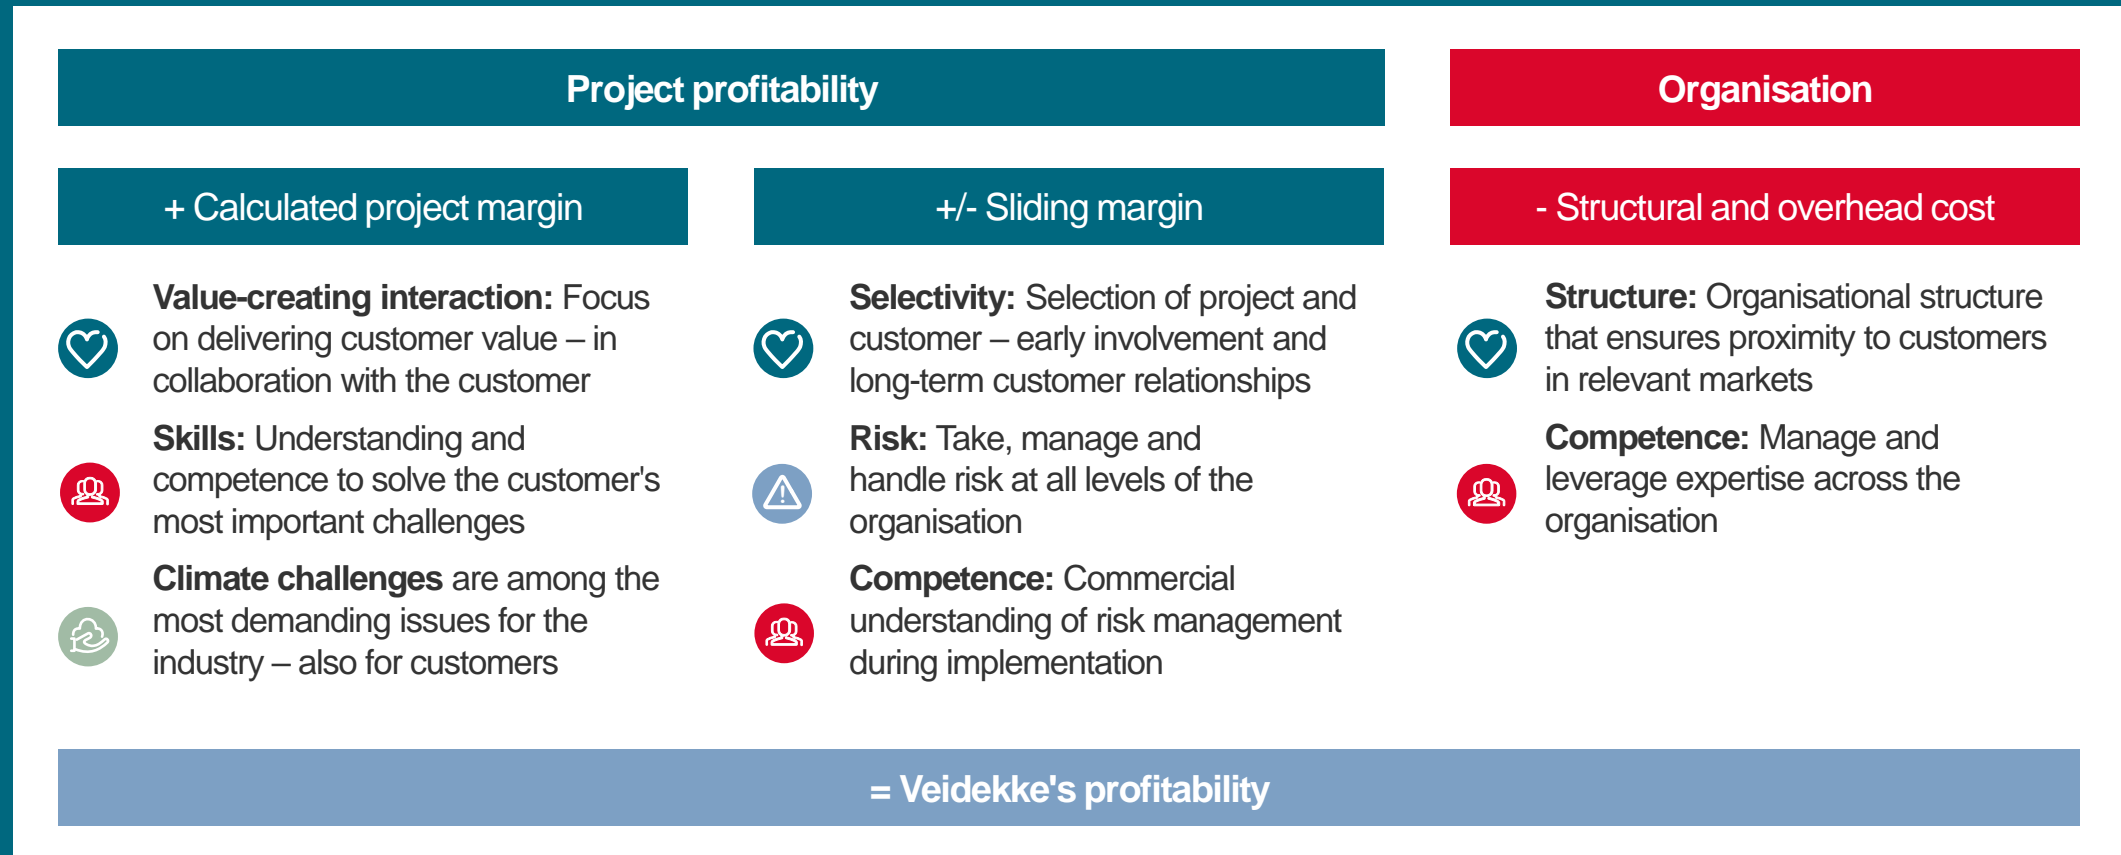 Project profitability
Organisation
+ Calculated project margin
+/- Sliding margin
- Structural and overhead cost
Value-creating interaction: Focus
on delivering customer value – in
collaboration with the customer
Skills: Understanding and
competence to solve the customer's
most important challenges
Climate challenges are among the
most demanding issues for the
industry – also for customers
Selectivity: Selection of project and
customer – early involvement and
long-term customer relationships
Risk: Take, manage and
handle risk at all levels of the
organisation
Competence: Commercial
understanding of risk management
during implementation
Structure: Organisational structure
that ensures proximity to customers
in relevant markets
Competence: Manage and
leverage expertise across the
organisation
= Veidekke's profitability